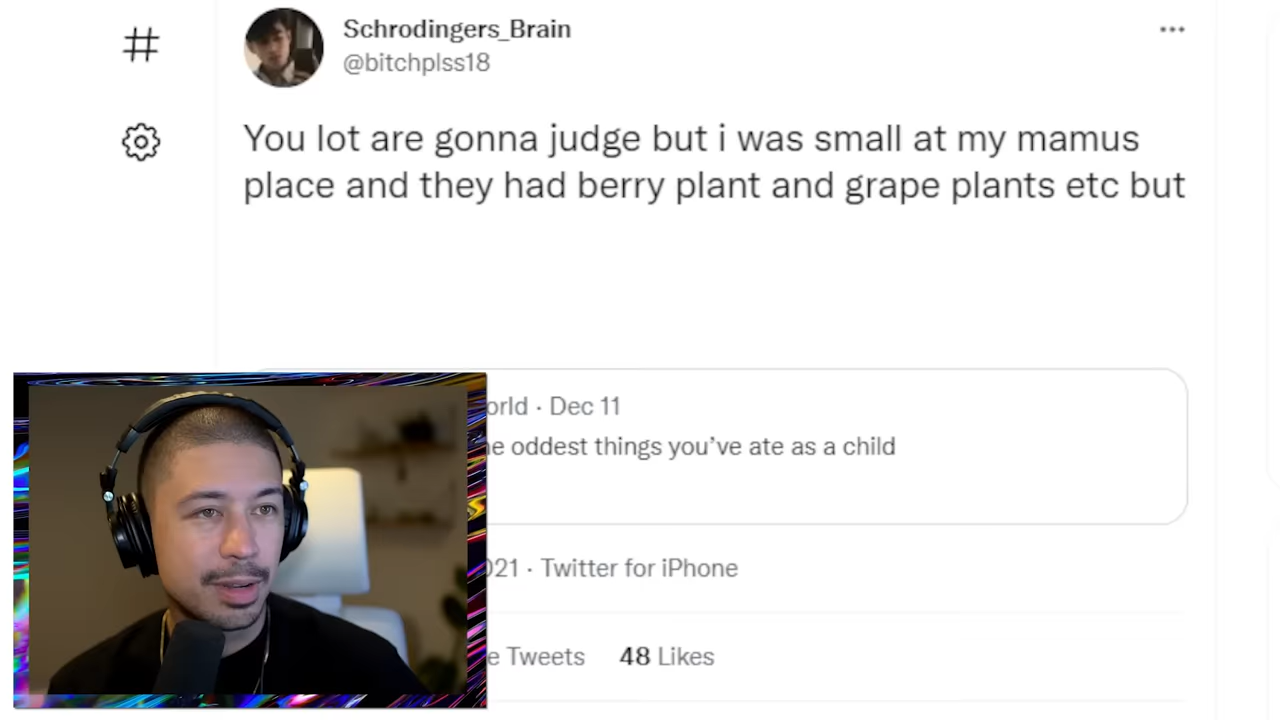 Schrodingers_Brain
@bitchplss18
You lot are gonna judge but i was small at my mamus
place and they had berry plant and grape plants etc but
· Dec 11
oddest things you've ate as a child
· Twitter for iPhone
Tweets 48 Likes